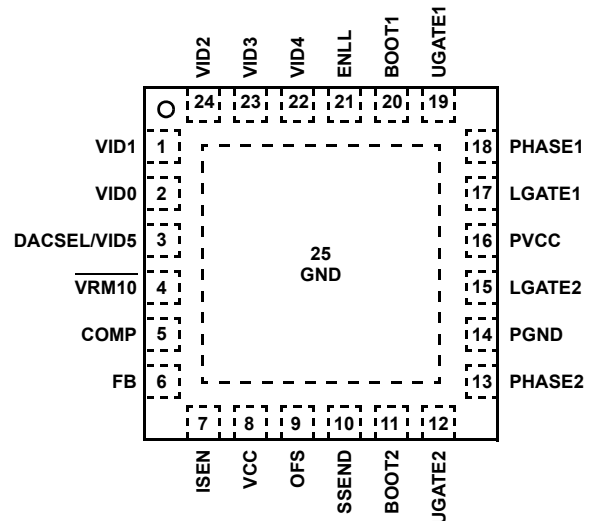 VID2
VID3
VID4
ENLL
BOOT1
UGATE1
24
23
22
21
20
19
VID1
1
18
PHASE1
VID0
2
17
LGATE1
DACSEL/VID5
3
16
PVCC
25
GND
VRM10
4
15
LGATE2
COMP
5
14
PGND
FB
6
13
PHASE2
7
8
9
10
11
12
ISEN
VCC
OFS
SSEND
BOOT2
UGATE2